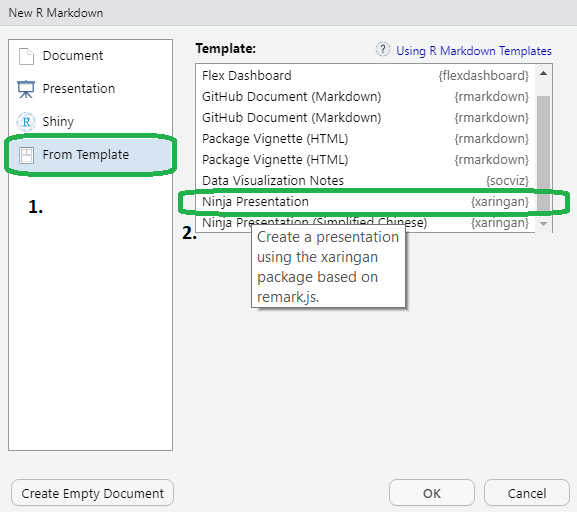 New R Markdown
Document
Presentation
Shiny
From Template
1.
Template:
? Using R Markdown Templates
Flex Dashboard {flexdashboard}
GitHub Document (Markdown) {rmarkdown}
GitHub Document (Markdown) {rmarkdown}
Package Vignette (HTML) {rmarkdown}
Package Vignette (HTML) {rmarkdown}
Data Visualization Notes {socviz}
Ninja Presentation {xaringan}
Ninja Presentation (Simplified Chinese) {xaringan}
2.
Create a presentation
using the xaringan
package based on
remark.js.
Create Empty Document
OK
Cancel